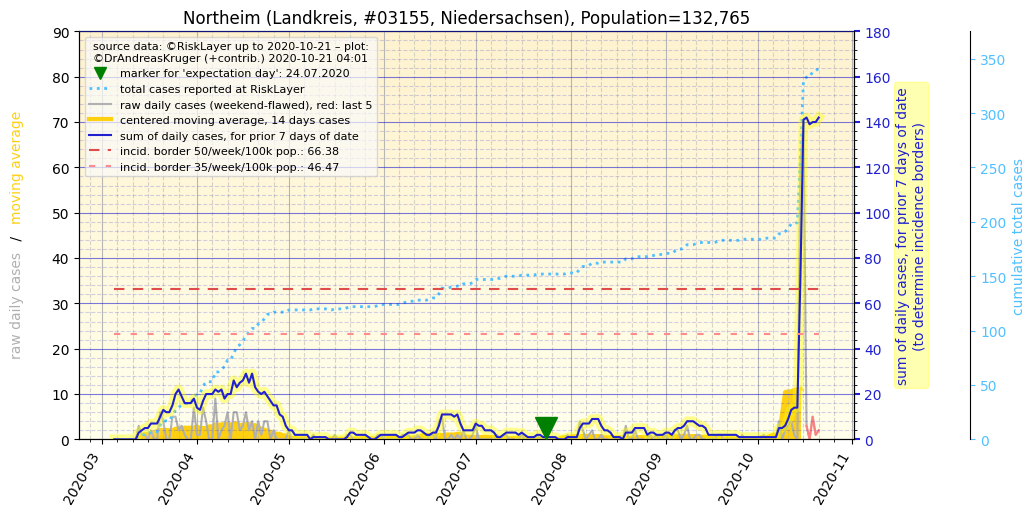 Northeim (Landkreis, #03155, Niedersachsen), Population=132,765
source data: ©RiskLayer up to 2020-10-21 – plot:
©DrAndreasKruger (+contrib.) 2020-10-21 04:01
marker for 'expectation day': 24.07.2020
total cases reported at RiskLayer
raw daily cases (weekend-flawed), red: last 5
centered moving average, 14 days cases
sum of daily cases, for prior 7 days of date
incid. border 50/week/100k pop.: 66.38
incid. border 35/week/100k pop.: 46.47
raw daily cases / moving average
90
80
70
60
50
40
30
20
10
0
180
160
140
120
100
80
60
40
20
0
sum of daily cases, for prior 7 days of date
(to determine incidence borders)
350
300
250
200
150
100
50
0
cumulative total cases
2020-03
2020-04
2020-05
2020-06
2020-07
2020-08
2020-09
2020-10
2020-11